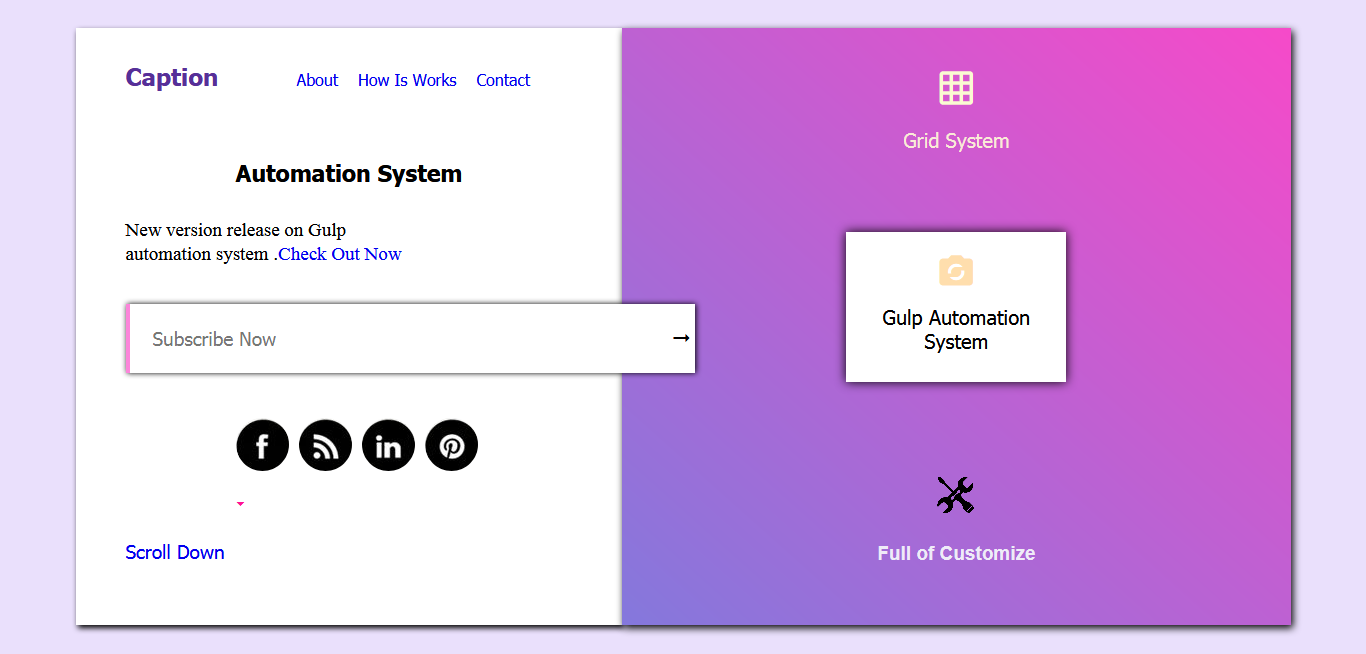 Caption
About How Is Works Contact
Automation System
New version release on Gulp
automation system .Check Out Now
Subscribe Now →
f in
Scroll Down
Grid System
Gulp Automation
System
Full of Customize